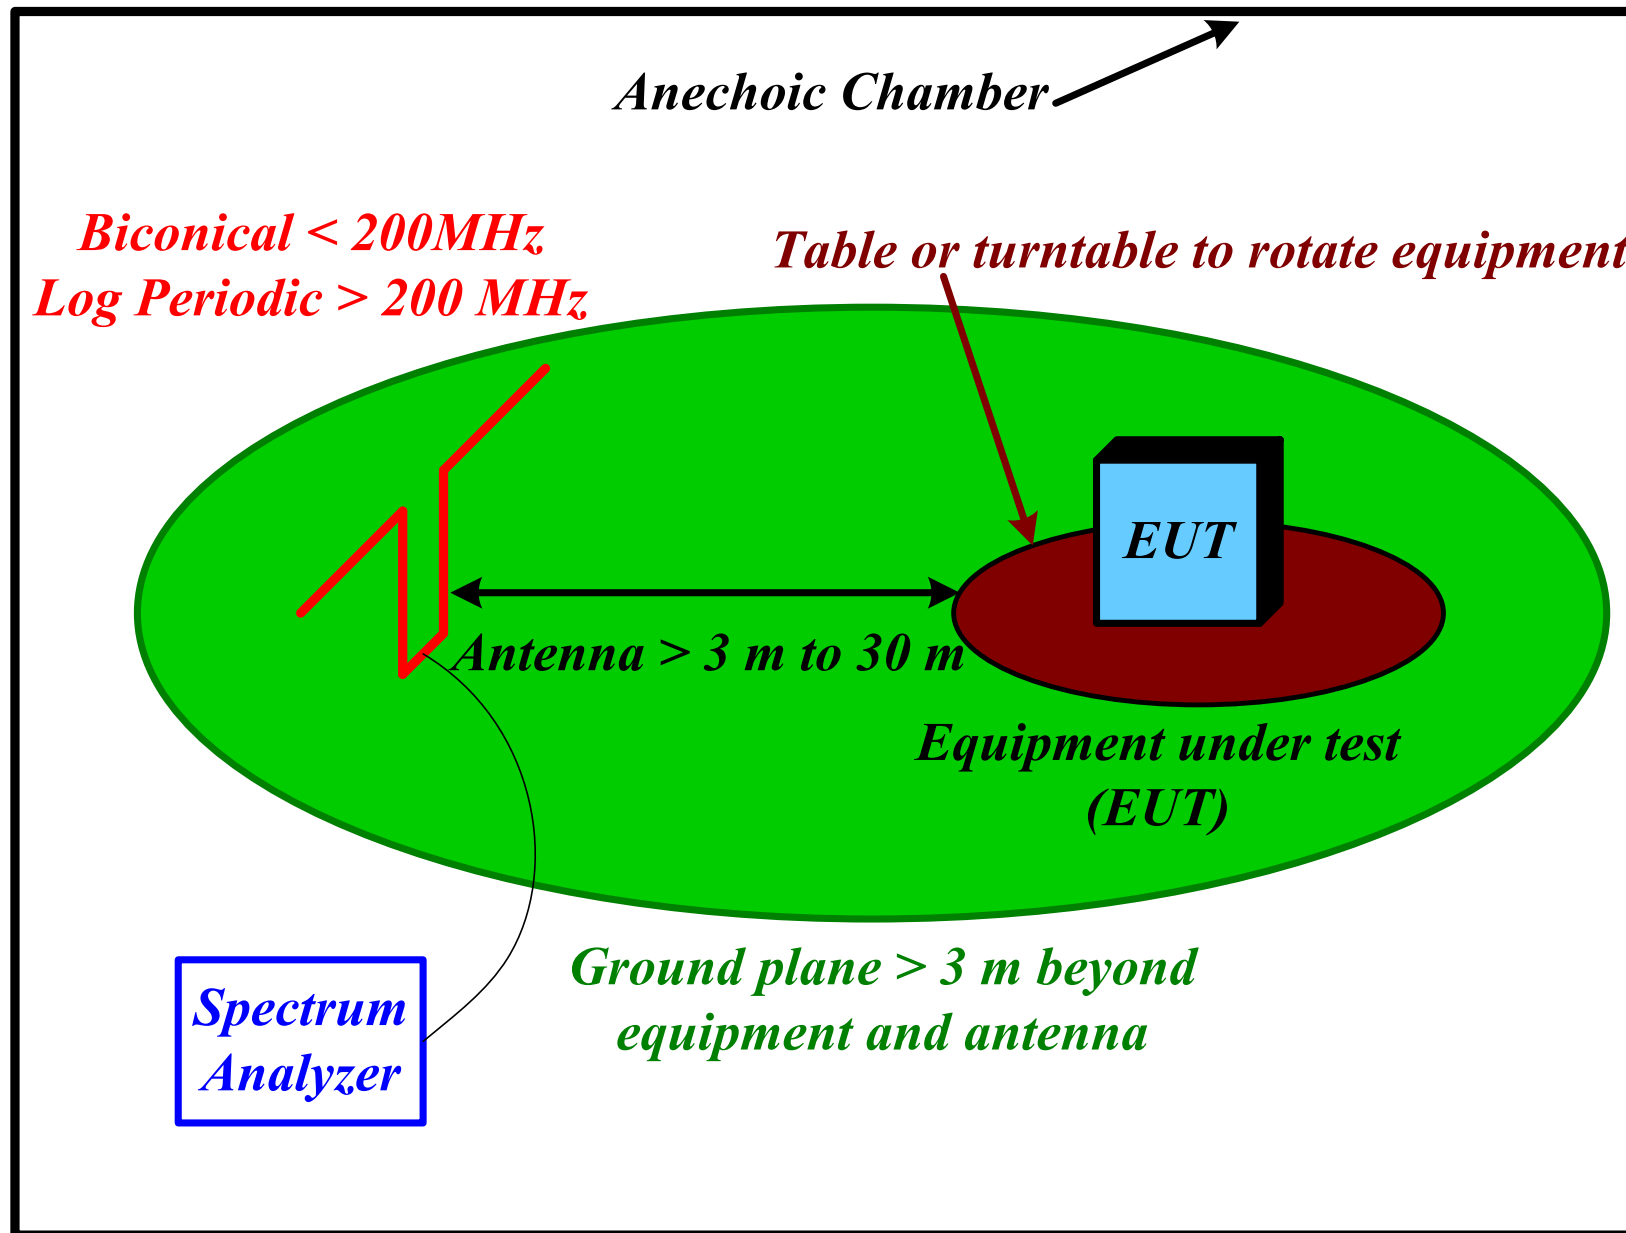 Anechoic Chamber
Biconical < 200MHz
Log Periodic > 200 MHz
Table or turntable to rotate equipment
EUT
Antenna > 3 m to 30 m
Equipment under test
(EUT)
Ground plane > 3 m beyond
equipment and antenna
Spectrum
Analyzer